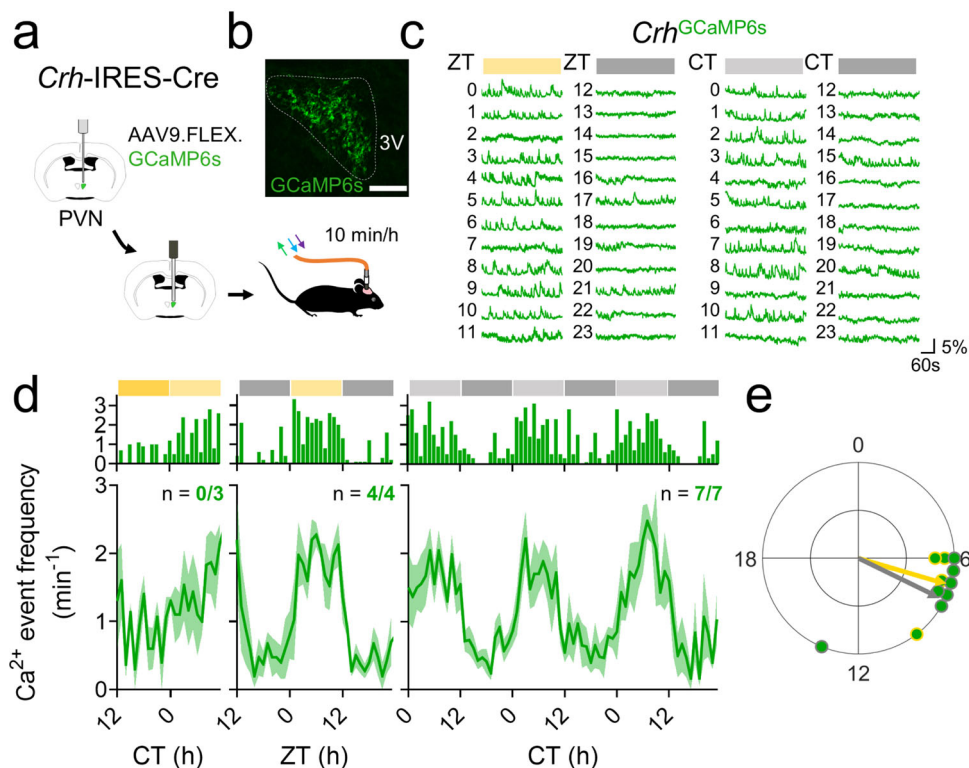 a
Crh-IRES-Cre
AAV9.FLEX.
GCaMP6s
PVN
10 min/h
b
3V
GCaMP6s
c
Crh^GCaMP6s
ZT ZT CT CT
0 12 0 12
1 13 1 13
2 14 2 14
3 15 3 15
4 16 4 16
5 17 5 17
6 18 6 18
7 19 7 19
8 20 8 20
9 21 9 21
10 22 10 22
11 23 11 23
5%
60s
d
3
2
1
0
n = 0/3 n = 4/4 n = 7/7
3
2
1
0
Ca²⁺ event frequency
(min⁻¹)
12 0 12 0 12 0 12 0 12 0 12
CT (h) ZT (h) CT (h)
e
0
18 6
12